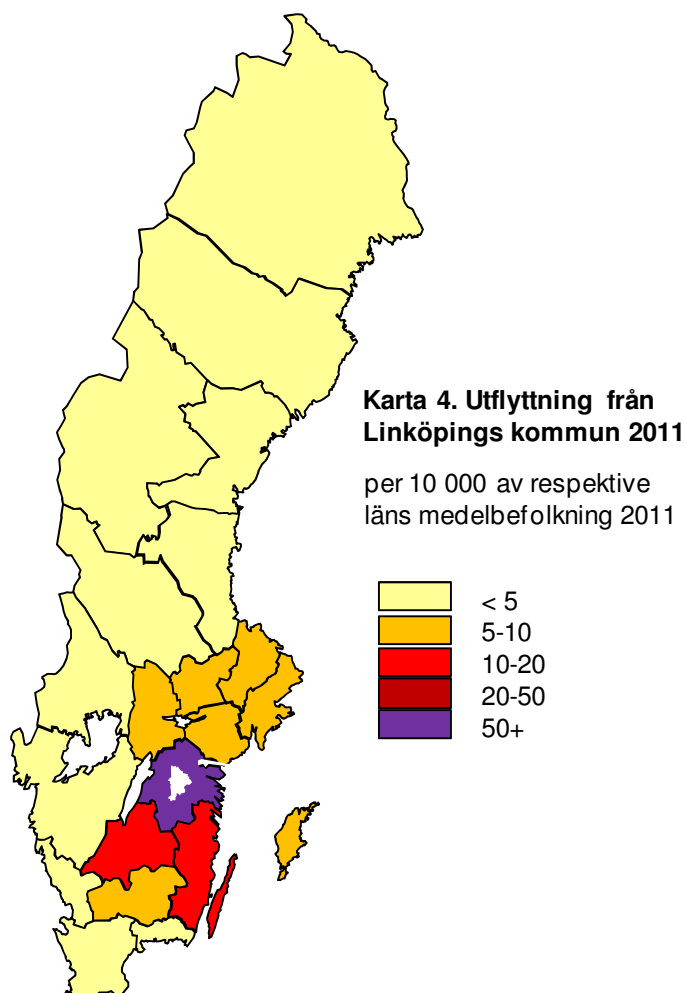 Karta 4. Utflyttning från
Linköpings kommun 2011
per 10 000 av respektive
läns medelbefolkning 2011
< 5
5-10
10-20
20-50
50+